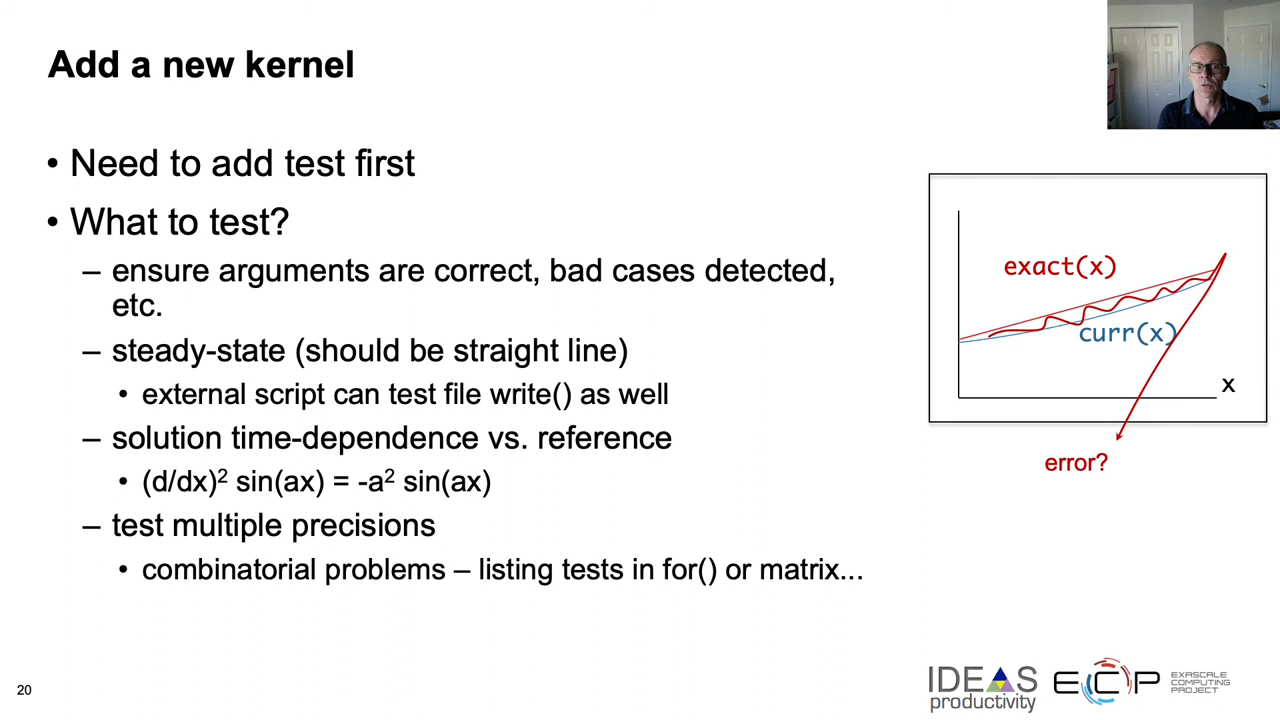 Add a new kernel
• Need to add test first
• What to test?
– ensure arguments are correct, bad cases detected,
etc.
– steady-state (should be straight line)
• external script can test file write() as well
– solution time-dependence vs. reference
• (d/dx)² sin(ax) = -a² sin(ax)
– test multiple precisions
• combinatorial problems – listing tests in for() or matrix...
exact(x)
curr(x)
x
error?
20
IDEAS
productivity
ECP
EXASCALE
COMPUTING
PROJECT